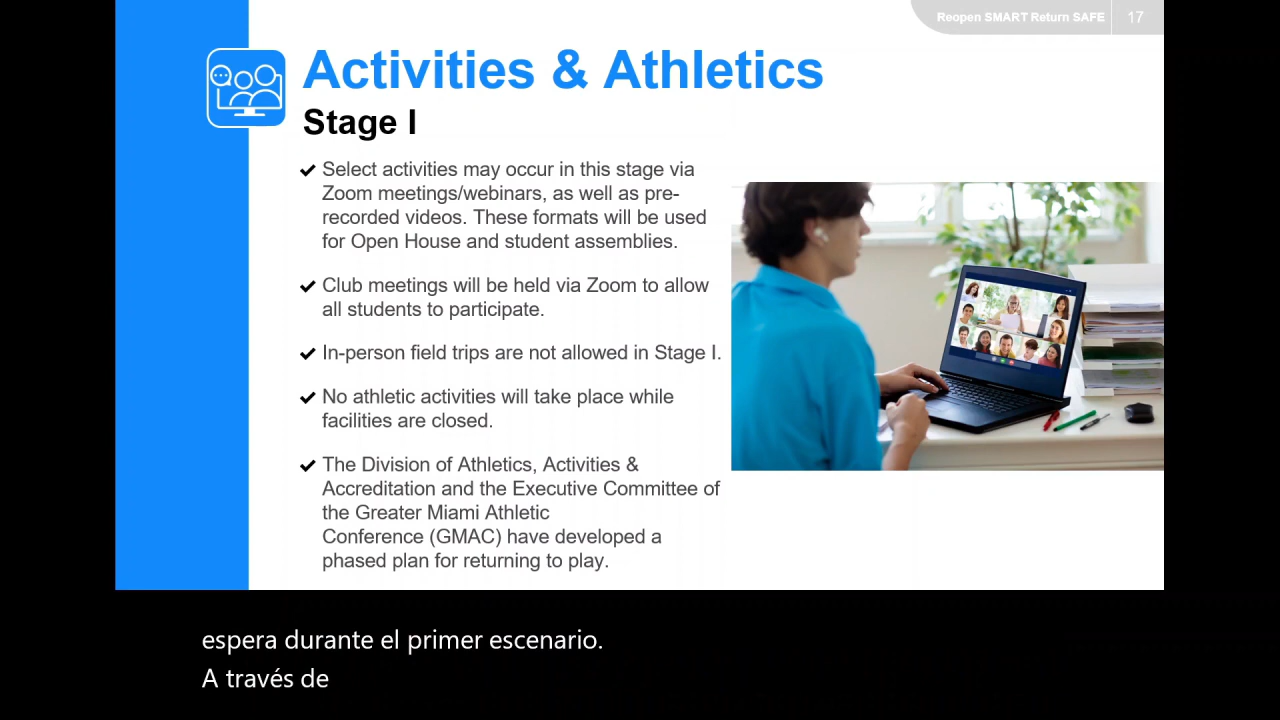 Reopen SMART Return SAFE 17
Activities & Athletics
Stage I
Select activities may occur in this stage via
Zoom meetings/webinars, as well as pre-
recorded videos. These formats will be used
for Open House and student assemblies.
Club meetings will be held via Zoom to allow
all students to participate.
In-person field trips are not allowed in Stage I.
No athletic activities will take place while
facilities are closed.
The Division of Athletics, Activities &
Accreditation and the Executive Committee of
the Greater Miami Athletic
Conference (GMAC) have developed a
phased plan for returning to play.
espera durante el primer escenario.
A través de